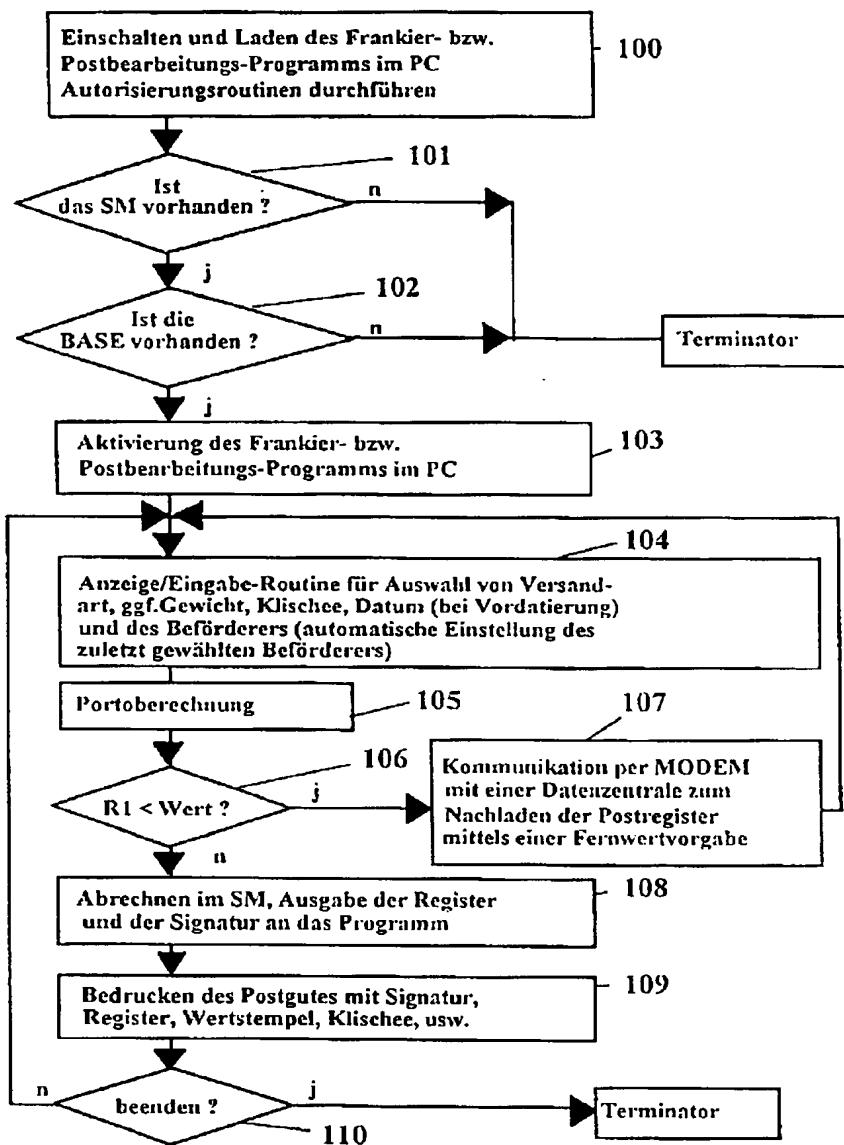 Einschalten und Laden des Frankier- bzw.
Postbearbeitungs-Programms im PC
Autorisierungsroutinen durchführen
100
101
Ist
das SM vorhanden ?
n
j
102
Ist die
BASE vorhanden ?
n
Terminator
j
Aktivierung des Frankier- bzw.
Postbearbeitungs-Programms im PC
103
104
Anzeige/Eingabe-Routine für Auswahl von Versand-
art, ggf.Gewicht, Klischee, Datum (bei Vordatierung)
und des Beförderers (automatische Einstellung des
zuletzt gewählten Beförderers)
Portoberechnung
105
107
106
R1 < Wert ?
j
Kommunikation per MODEM
mit einer Datenzentrale zum
Nachladen der Postregister
mittels einer Fernwertvorgabe
n
Abrechnen im SM, Ausgabe der Register
und der Signatur an das Programm
108
Bedrucken des Postgutes mit Signatur,
Register, Wertstempel, Klischee, usw.
109
n
beenden ?
j
Terminator
110